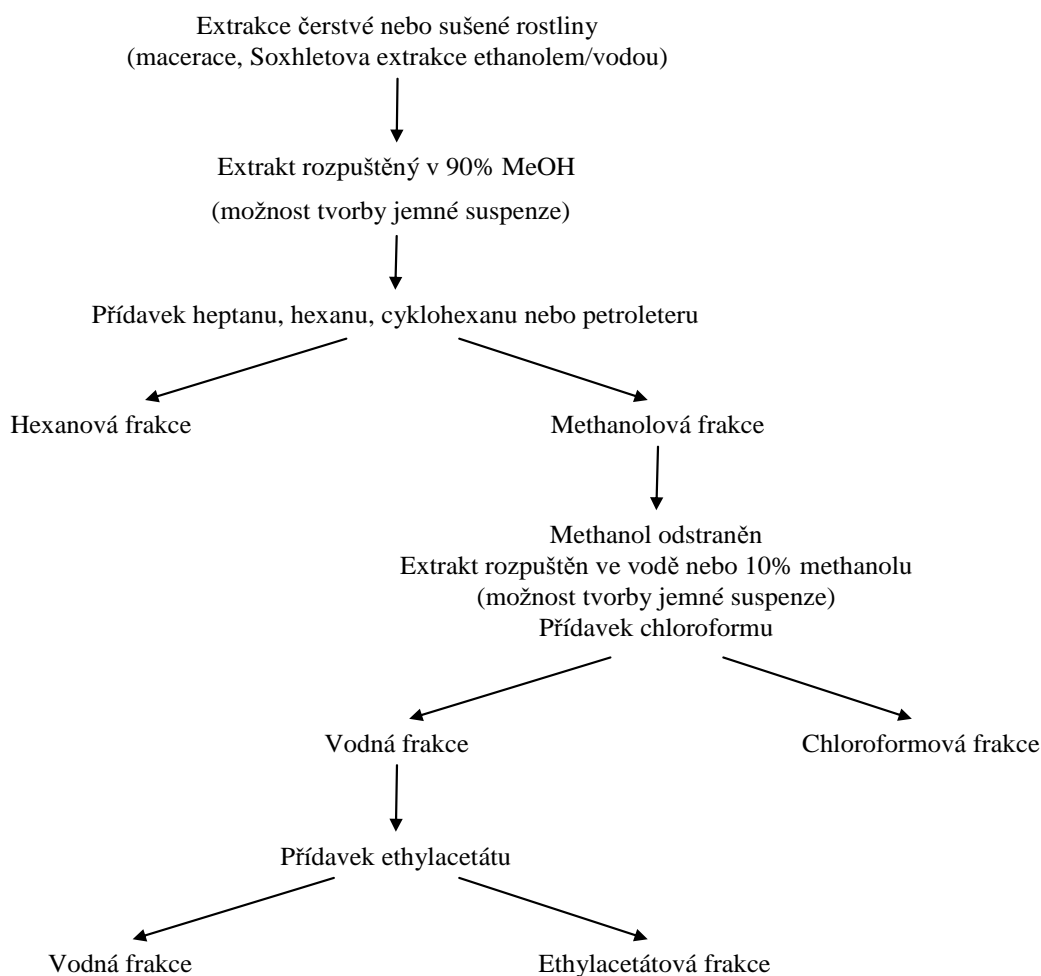 Extrakce čerstvé nebo sušené rostliny
(macerace, Soxhletova extrakce ethanolem/vodou)
Extrakt rozpuštěný v 90% MeOH
(možnost tvorby jemné suspenze)
Přídavek heptanu, hexanu, cyklohexanu nebo petroleteru
Hexanová frakce
Methanolová frakce
Methanol odstraněn
Extrakt rozpuštěn ve vodě nebo 10% methanolu
(možnost tvorby jemné suspenze)
Přídavek chloroformu
Vodná frakce
Chloroformová frakce
Přídavek ethylacetátu
Vodná frakce
Ethylacetátová frakce